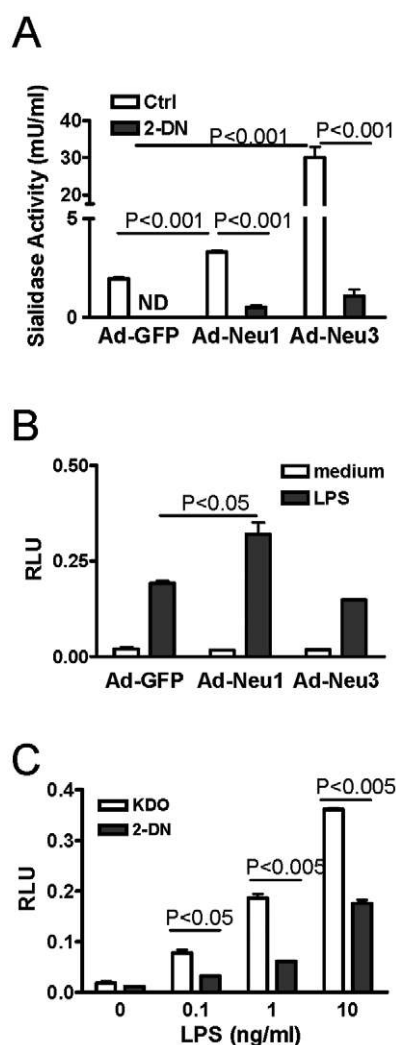 A
Sialidase Activity (mU/ml)
Ctrl
2-DN
P<0.001
P<0.001
40
30
20
5
0
P<0.001
P<0.001
ND
Ad-GFP Ad-Neu1 Ad-Neu3
B
RLU
0.50
0.25
0.00
medium
LPS
P<0.05
Ad-GFP Ad-Neu1 Ad-Neu3
C
RLU
0.4
0.3
0.2
0.1
0.0
KDO
2-DN
P<0.005
P<0.005
P<0.05
0 0.1 1 10
LPS (ng/ml)